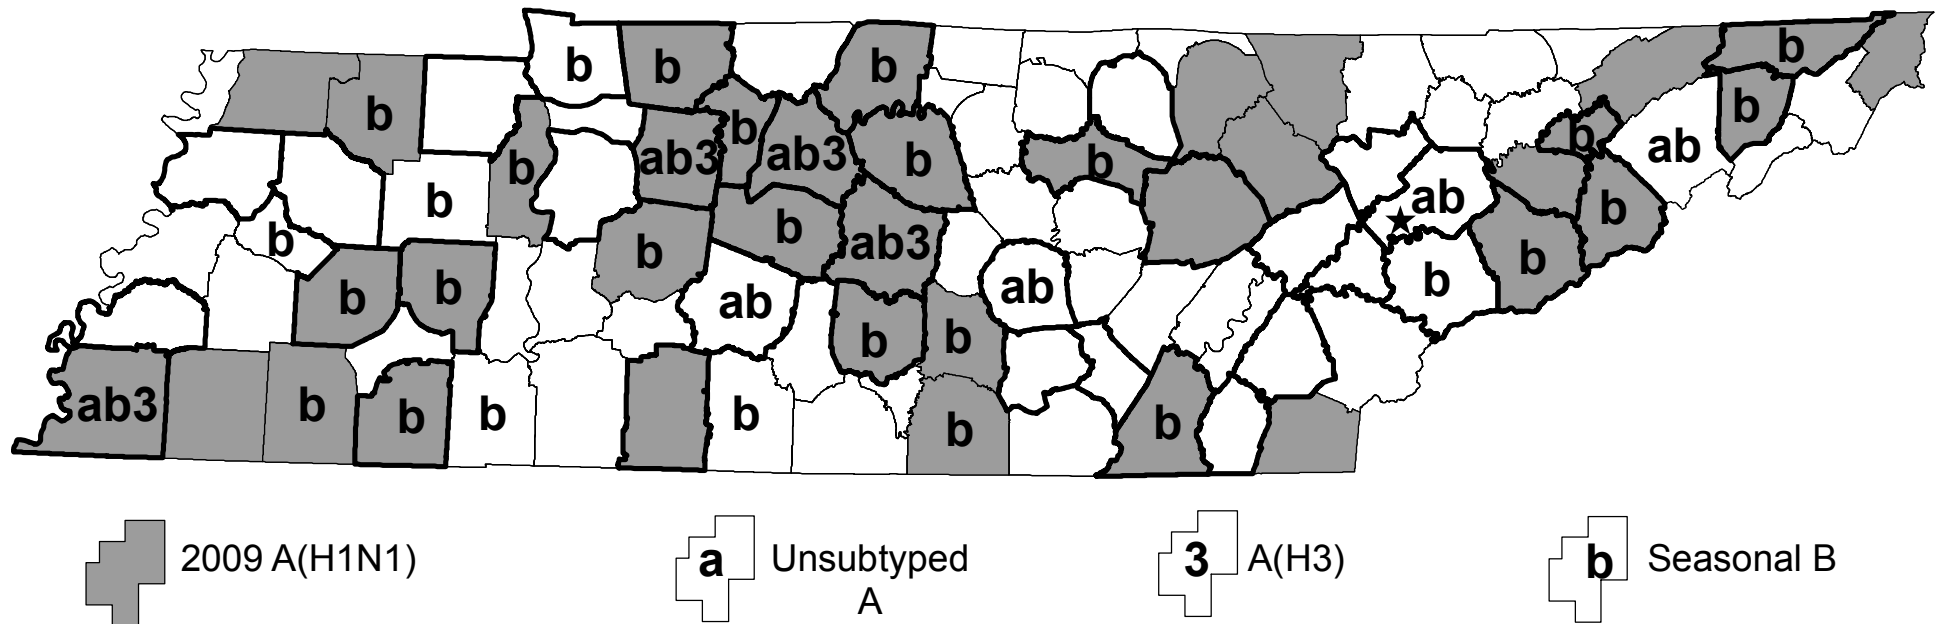 b b b b
b b b
b ab3 b ab3 b b b ab
b ab b
b b ab3
b b b b
b b ab ab
b b
ab3 b b b b b b
2009 A(H1N1)
a Unsubtyped
A
3 A(H3)
b Seasonal B